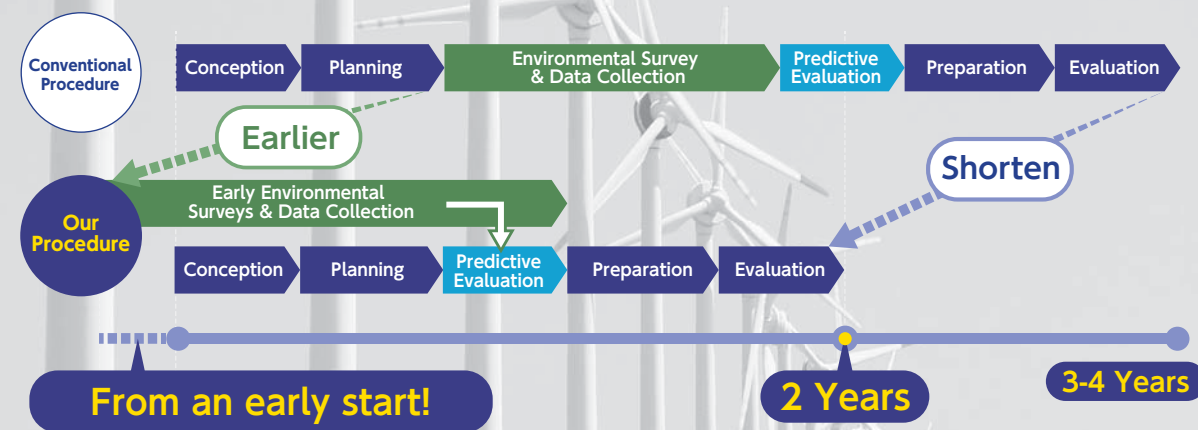 Conventional
Procedure
Conception
Planning
Environmental Survey
& Data Collection
Predictive
Evaluation
Preparation
Evaluation
Earlier
Shorten
Our
Procedure
Early Environmental
Surveys & Data Collection
Conception
Planning
Predictive
Evaluation
Preparation
Evaluation
From an early start!
2 Years
3-4 Years